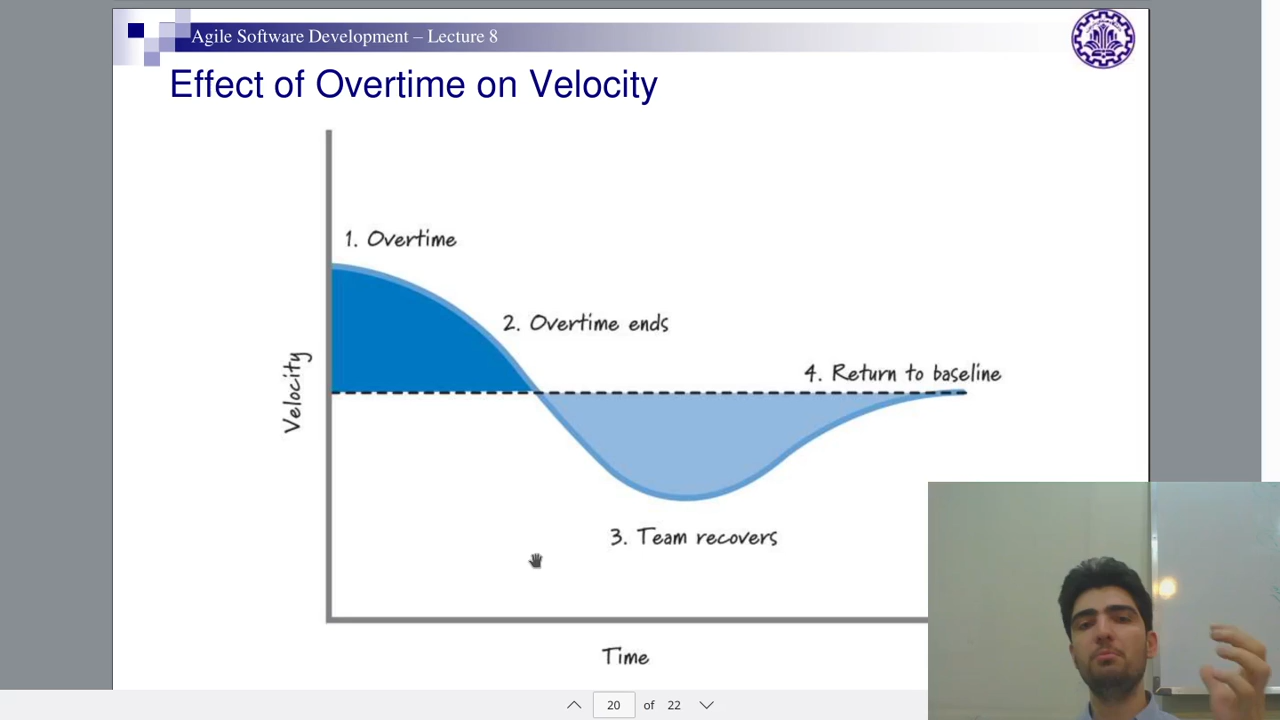 Agile Software Development – Lecture 8
Effect of Overtime on Velocity
1. Overtime
2. Overtime ends
4. Return to baseline
Velocity
3. Team recovers
Time
20 of 22